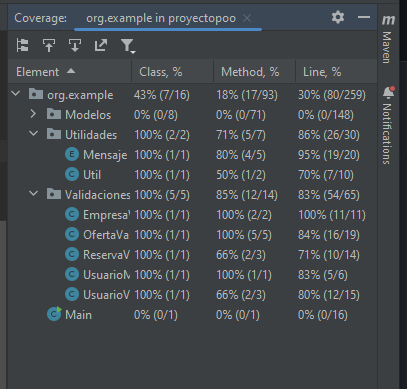 Coverage: org.example in proyectopoo
Element Class, % Method, % Line, %
org.example 43% (7/16) 18% (17/93) 30% (80/259)
Modelos 0% (0/8) 0% (0/71) 0% (0/148)
Utilidades 100% (2/2) 71% (5/7) 86% (26/30)
E Mensaje 100% (1/1) 80% (4/5) 95% (19/20)
C Util 100% (1/1) 50% (1/2) 70% (7/10)
Validaciones 100% (5/5) 85% (12/14) 83% (54/65)
C Empresa 100% (1/1) 100% (2/2) 100% (11/11)
C OfertaVa 100% (1/1) 100% (5/5) 84% (16/19)
C ReservaV 100% (1/1) 66% (2/3) 71% (10/14)
C UsuarioM 100% (1/1) 100% (1/1) 83% (5/6)
C UsuarioV 100% (1/1) 66% (2/3) 80% (12/15)
C Main 0% (0/1) 0% (0/1) 0% (0/16)
m
Maven
Notifications